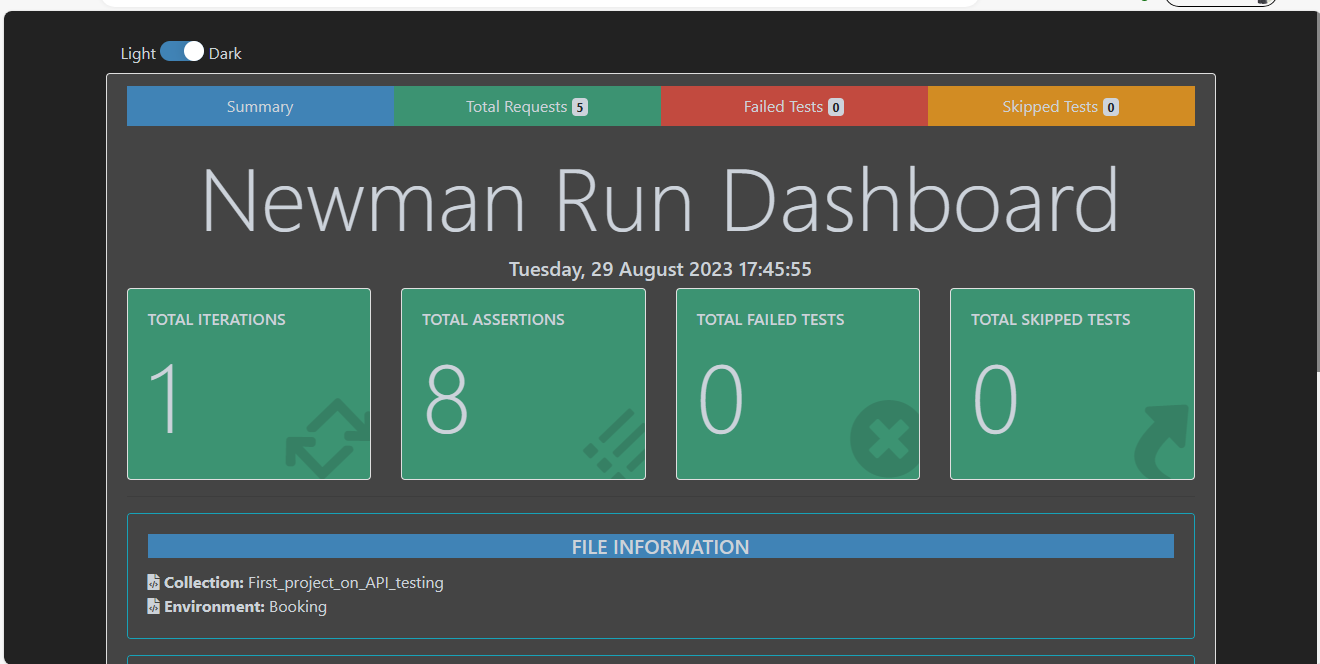 Light Dark
Summary Total Requests 5 Failed Tests 0 Skipped Tests 0
Newman Run Dashboard
Tuesday, 29 August 2023 17:45:55
TOTAL ITERATIONS TOTAL ASSERTIONS TOTAL FAILED TESTS TOTAL SKIPPED TESTS
1 8 0 0
FILE INFORMATION
Collection: First_project_on_API_testing
Environment: Booking